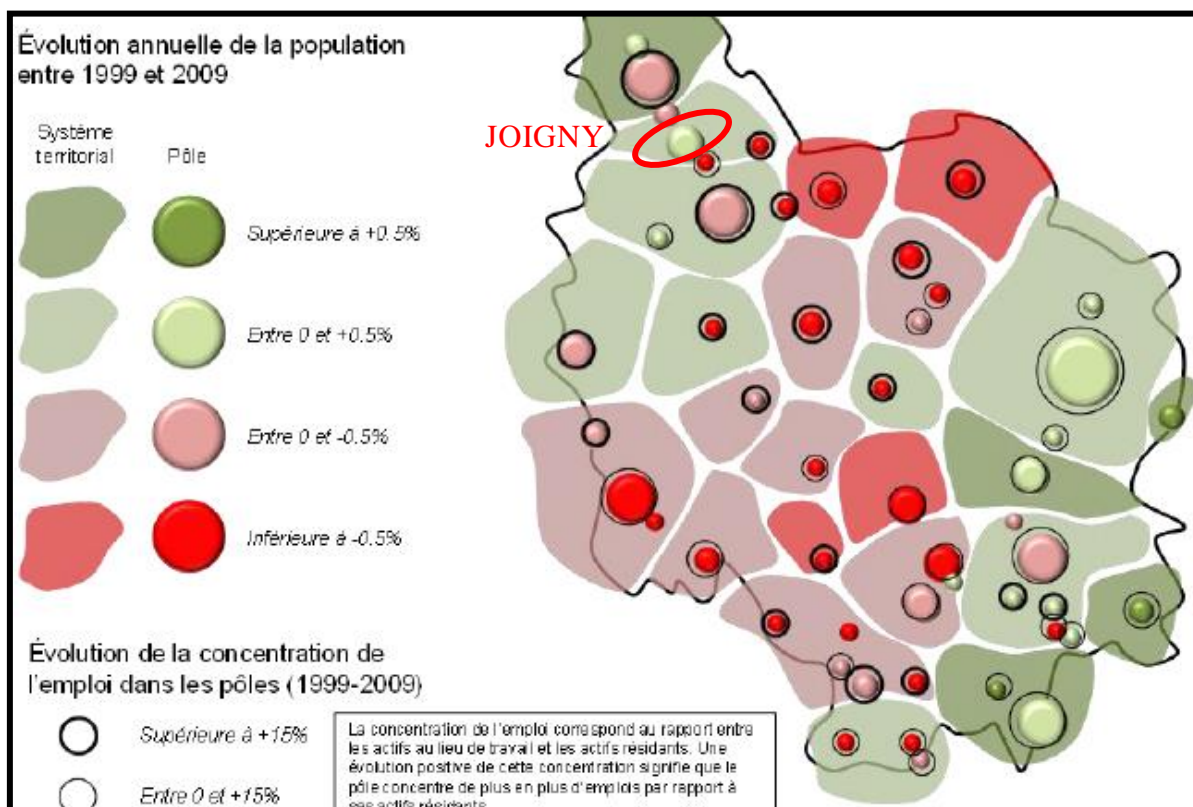 Évolution annuelle de la population
entre 1999 et 2009
Système
territorial
Pôle
Supérieure à +0.5%
Entre 0 et +0.5%
Entre 0 et -0.5%
Inférieure à -0.5%
JOIGNY
Évolution de la concentration de
l'emploi dans les pôles (1999-2009)
Supérieure à +15%
Entre 0 et +15%
La concentration de l'emploi correspond au rapport entre
les actifs au lieu de travail et les actifs résidants. Une
évolution positive de cette concentration signifie que le
pôle concentre de plus en plus d'emplois par rapport à
ses actifs résidents